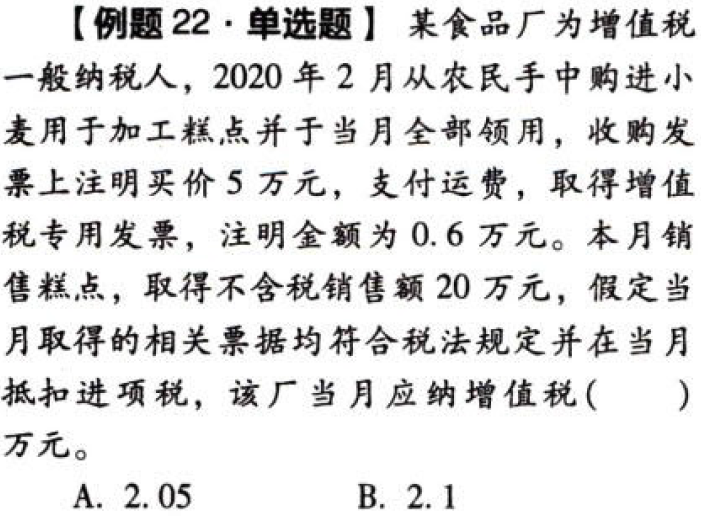 【例题 22·单选题】 某食品厂为增值税
一般纳税人，2020 年 2 月从农民手中购进小
麦用于加工糕点并于当月全部领用，收购发
票上注明买价 5 万元，支付运费，取得增值
税专用发票，注明金额为 0.6 万元。本月销
售糕点，取得不含税销售额 20 万元，假定当
月取得的相关票据均符合税法规定并在当月
抵扣进项税，该厂当月应纳增值税(　　)
万元。
A. 2.05　　B. 2.1